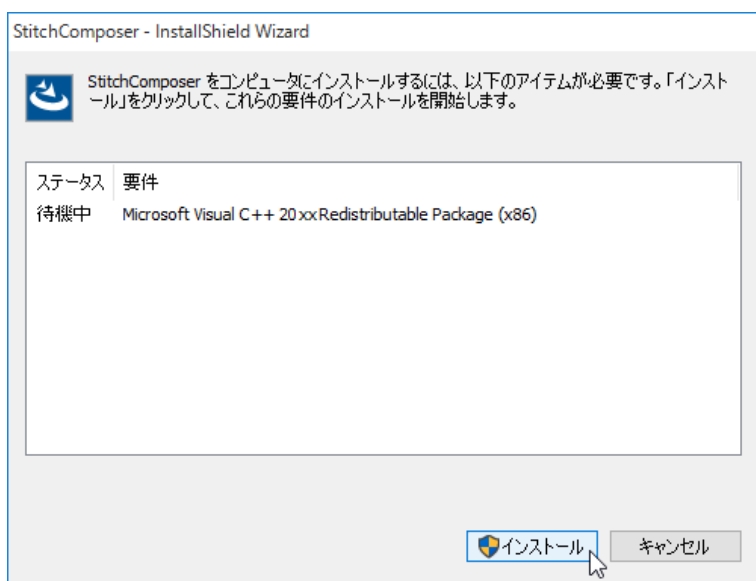 StitchComposer - InstallShield Wizard
StitchComposer をコンピュータにインストールするには、以下のアイテムが必要です。「インスト
ール」をクリックして、これらの要件のインストールを開始します。
ステータス 要件
待機中 Microsoft Visual C++ 20xxRedistributable Package (x86)
インストール キャンセル